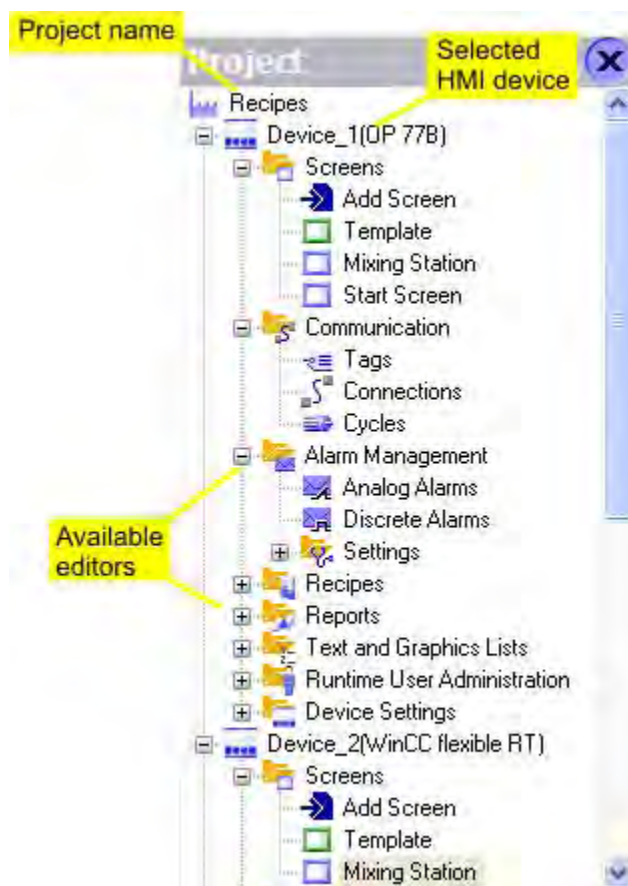 Project name
Project
Selected
HMI device
Recipes
Device_1(OP 77B)
Screens
Add Screen
Template
Mixing Station
Start Screen
Communication
Tags
Connections
Cycles
Alarm Management
Analog Alarms
Discrete Alarms
Settings
Available
editors
Recipes
Reports
Text and Graphics Lists
Runtime User Administration
Device Settings
Device_2(WinCC flexible RT)
Screens
Add Screen
Template
Mixing Station